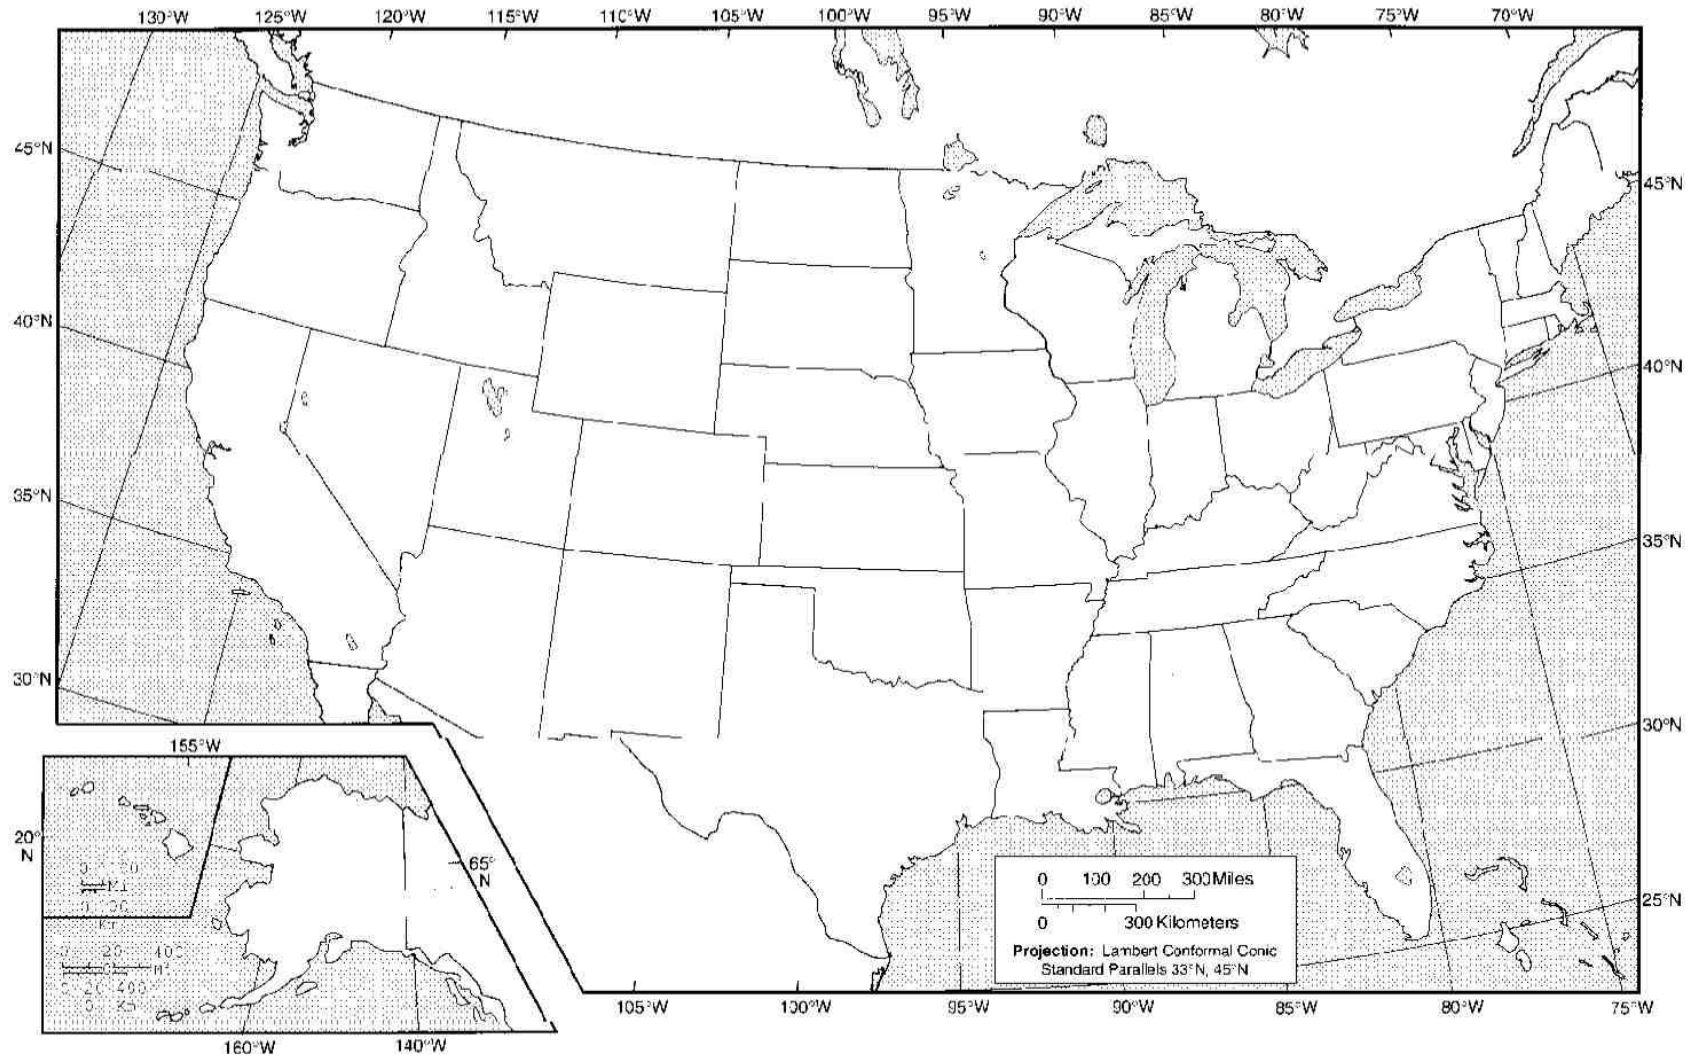 130°W 125°W 120°W 115°W 110°W 105°W 100°W 95°W 90°W 85°W 80°W 75°W 70°W
45°N
45°N
40°N
40°N
35°N
35°N
30°N
30°N
155°W
20°
N
65°
N
25°N
0 100 200 300 Miles
0 300 Kilometers
Projection: Lambert Conformal Conic
Standard Parallels 33°N, 45°N
105°W 100°W 95°W 90°W 85°W 80°W 75°W
160°W 140°W